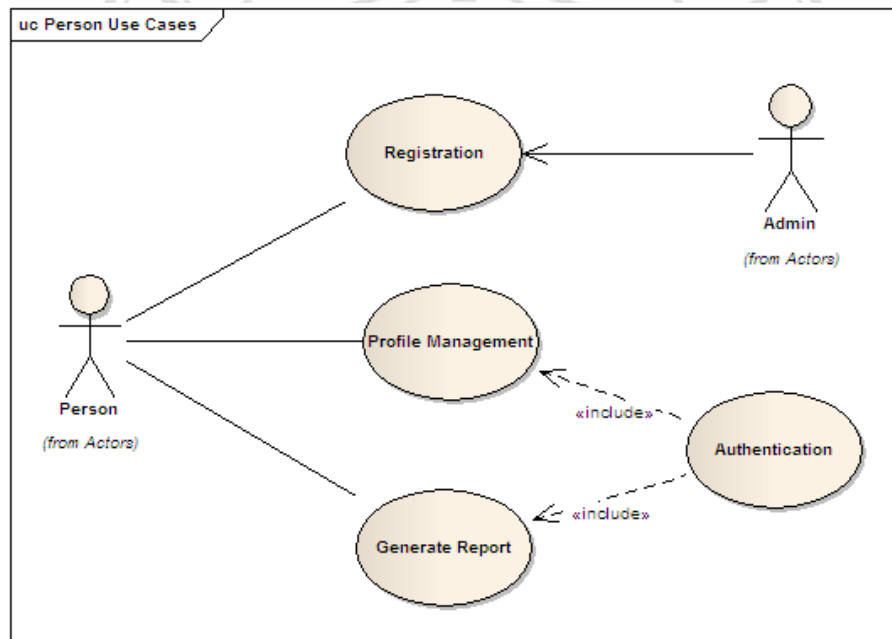 uc Person Use Cases
Registration
Admin
(from Actors)
Profile Management
Person
(from Actors)
«include»
Authentication
«include»
Generate Report